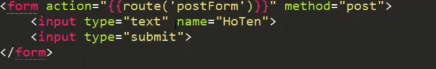 <form action="{{route('postForm')}}" method="post">
<input type="text" name="HoTen">
<input type="submit">
</form>